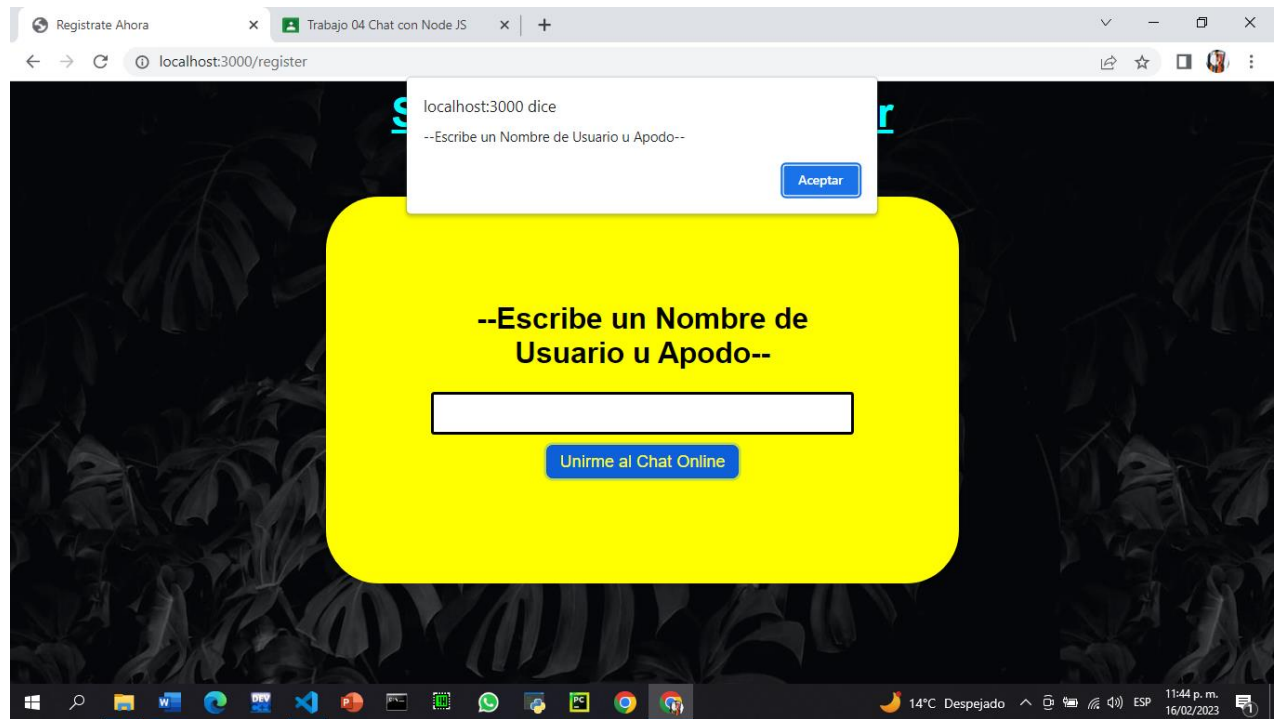 Registrate Ahora
Trabajo 04 Chat con Node JS
localhost:3000/register
localhost:3000 dice
--Escribe un Nombre de Usuario u Apodo--
Aceptar
--Escribe un Nombre de
Usuario u Apodo--
Unirme al Chat Online
14°C Despejado
ESP
11:44 p. m.
16/02/2023